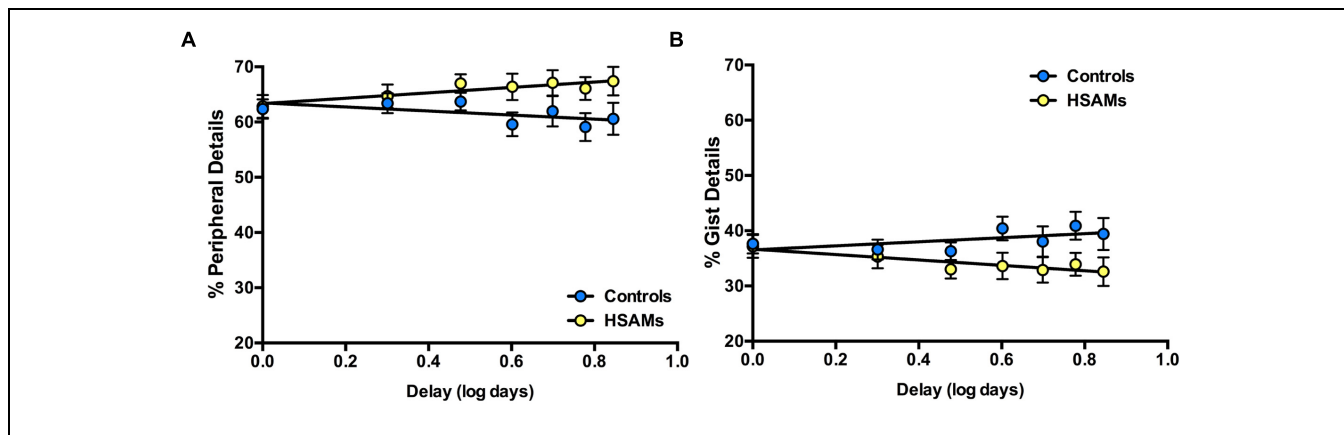 A
70
60
50
40
30
20
% Peripheral Details
0.0 0.2 0.4 0.6 0.8 1.0
Delay (log days)
Controls
HSAMs
B
70
60
50
40
30
20
% Gist Details
0.0 0.2 0.4 0.6 0.8 1.0
Delay (log days)
Controls
HSAMs